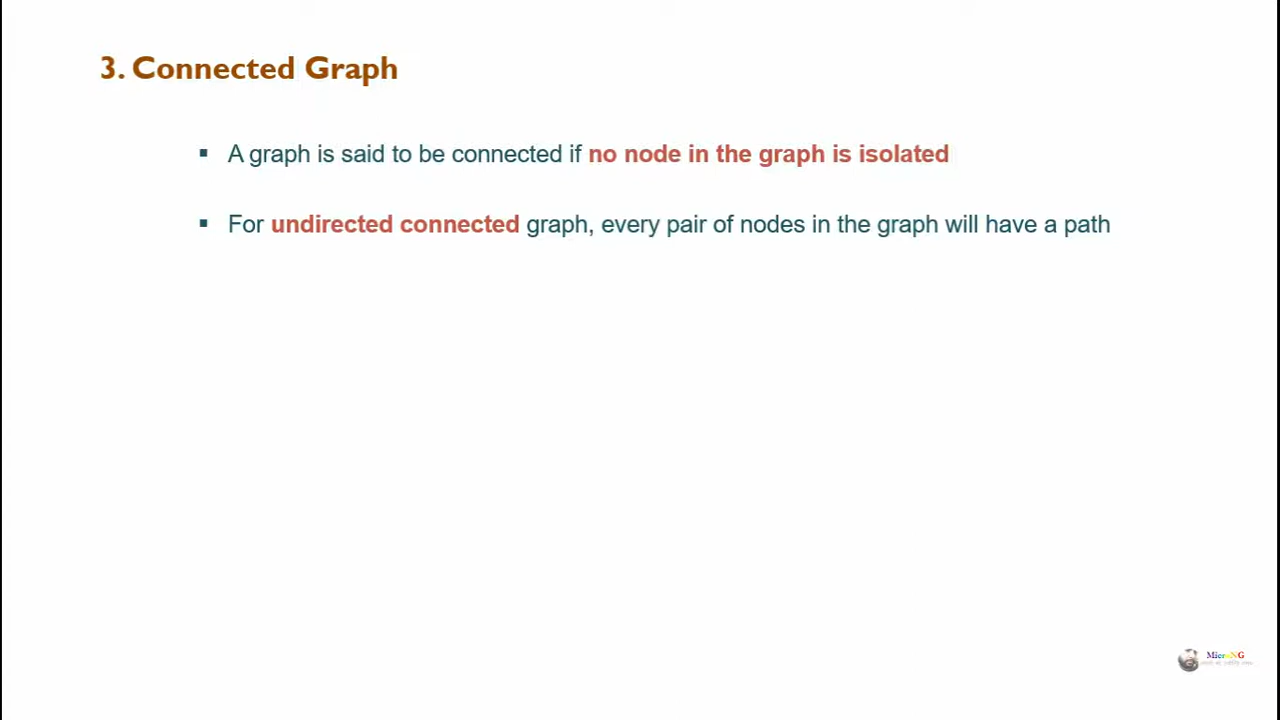 3. Connected Graph
▪ A graph is said to be connected if no node in the graph is isolated
▪ For undirected connected graph, every pair of nodes in the graph will have a path
MicroNG